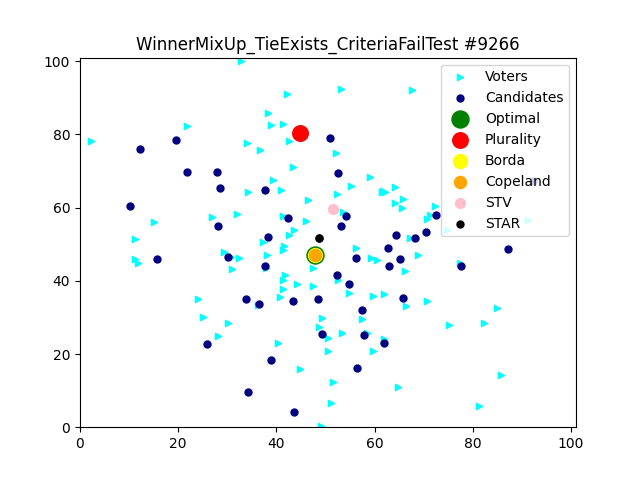 WinnerMixUp_TieExists_CriteriaFailTest #9266
100
80
60
40
20
0
0 20 40 60 80 100
Voters
Candidates
Optimal
Plurality
Borda
Copeland
STV
STAR